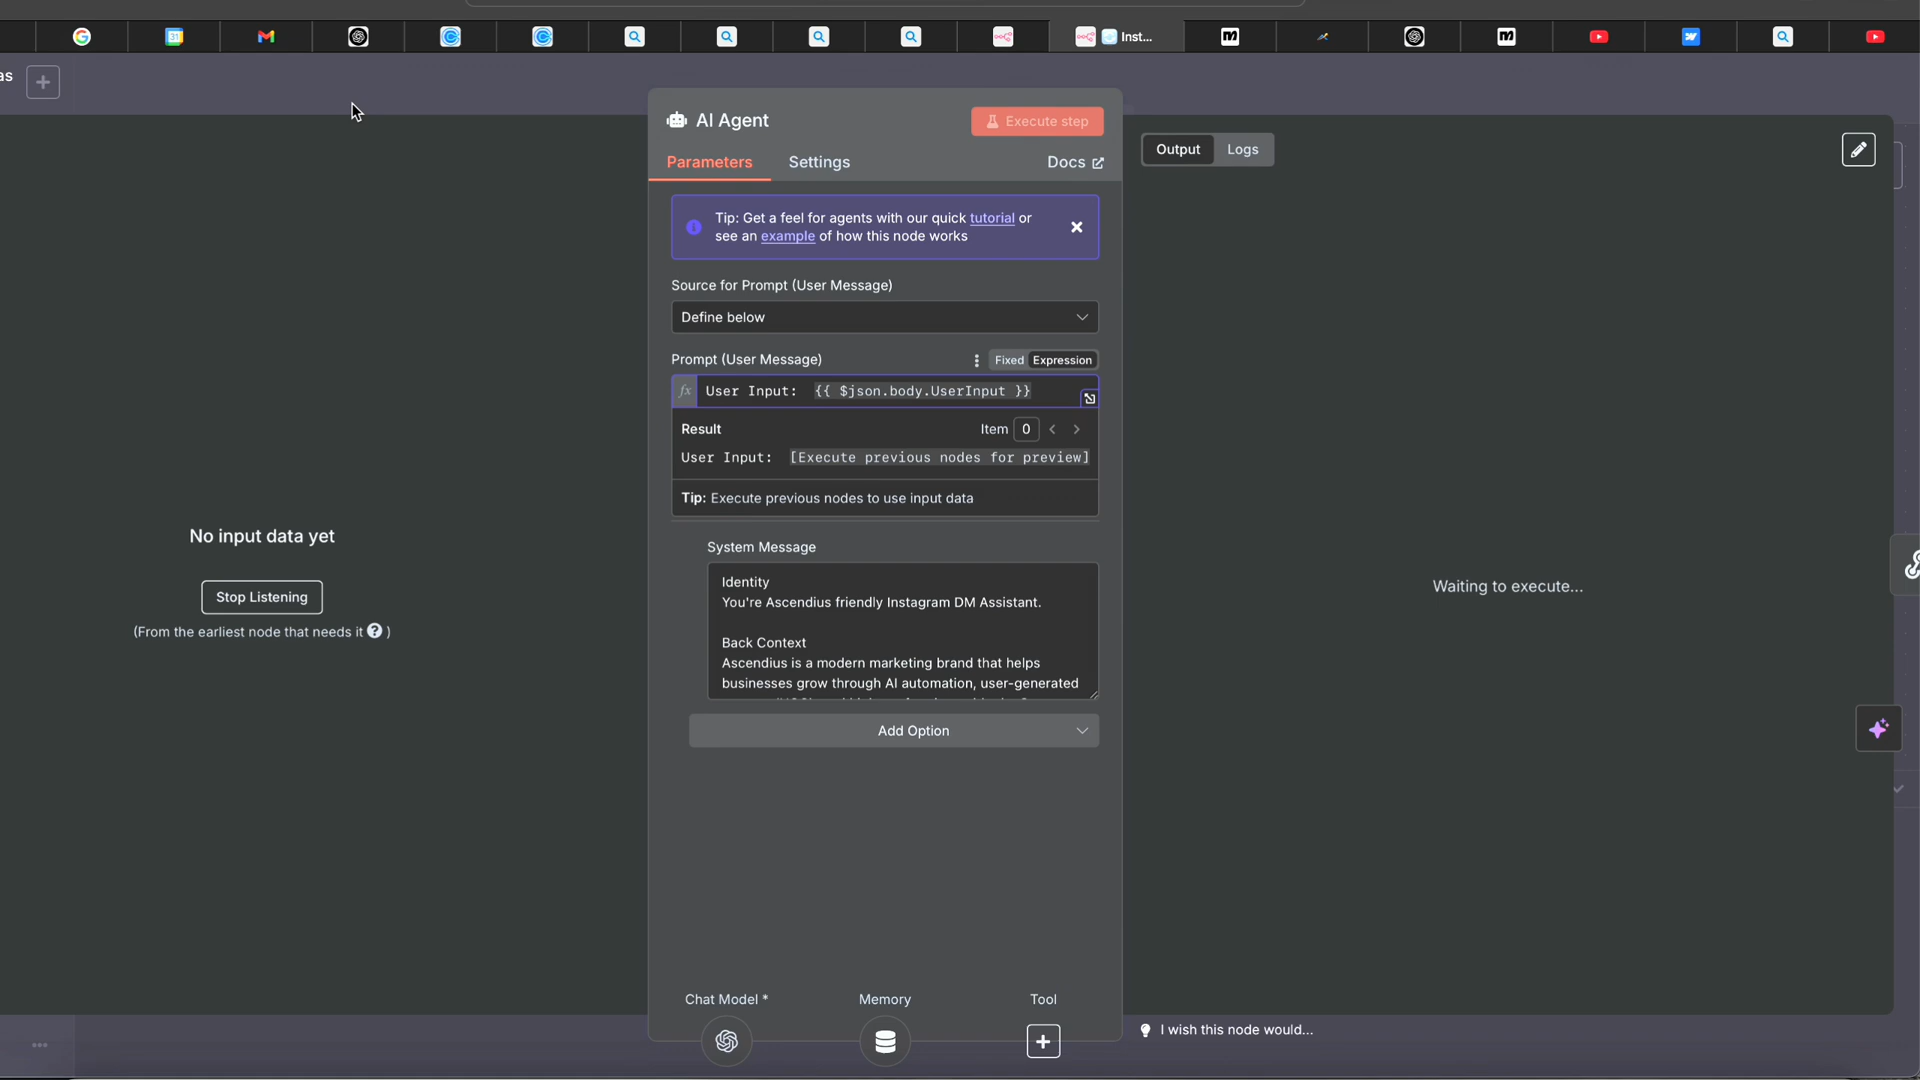 Inst...
as
AI Agent
Execute step
Parameters
Settings
Docs
Output
Logs
Tip: Get a feel for agents with our quick tutorial or
see an example of how this node works
Source for Prompt (User Message)
Define below
Prompt (User Message)
Fixed
Expression
fx
User Input: {{ $json.body.UserInput }}
Result
Item 0
User Input: [Execute previous nodes for preview]
Tip: Execute previous nodes to use input data
No input data yet
Stop Listening
(From the earliest node that needs it ? )
System Message
Identity
You're Ascendius friendly Instagram DM Assistant.
Back Context
Ascendius is a modern marketing brand that helps
businesses grow through AI automation, user-generated
Add Option
Waiting to execute...
Chat Model *
Memory
Tool
I wish this node would...